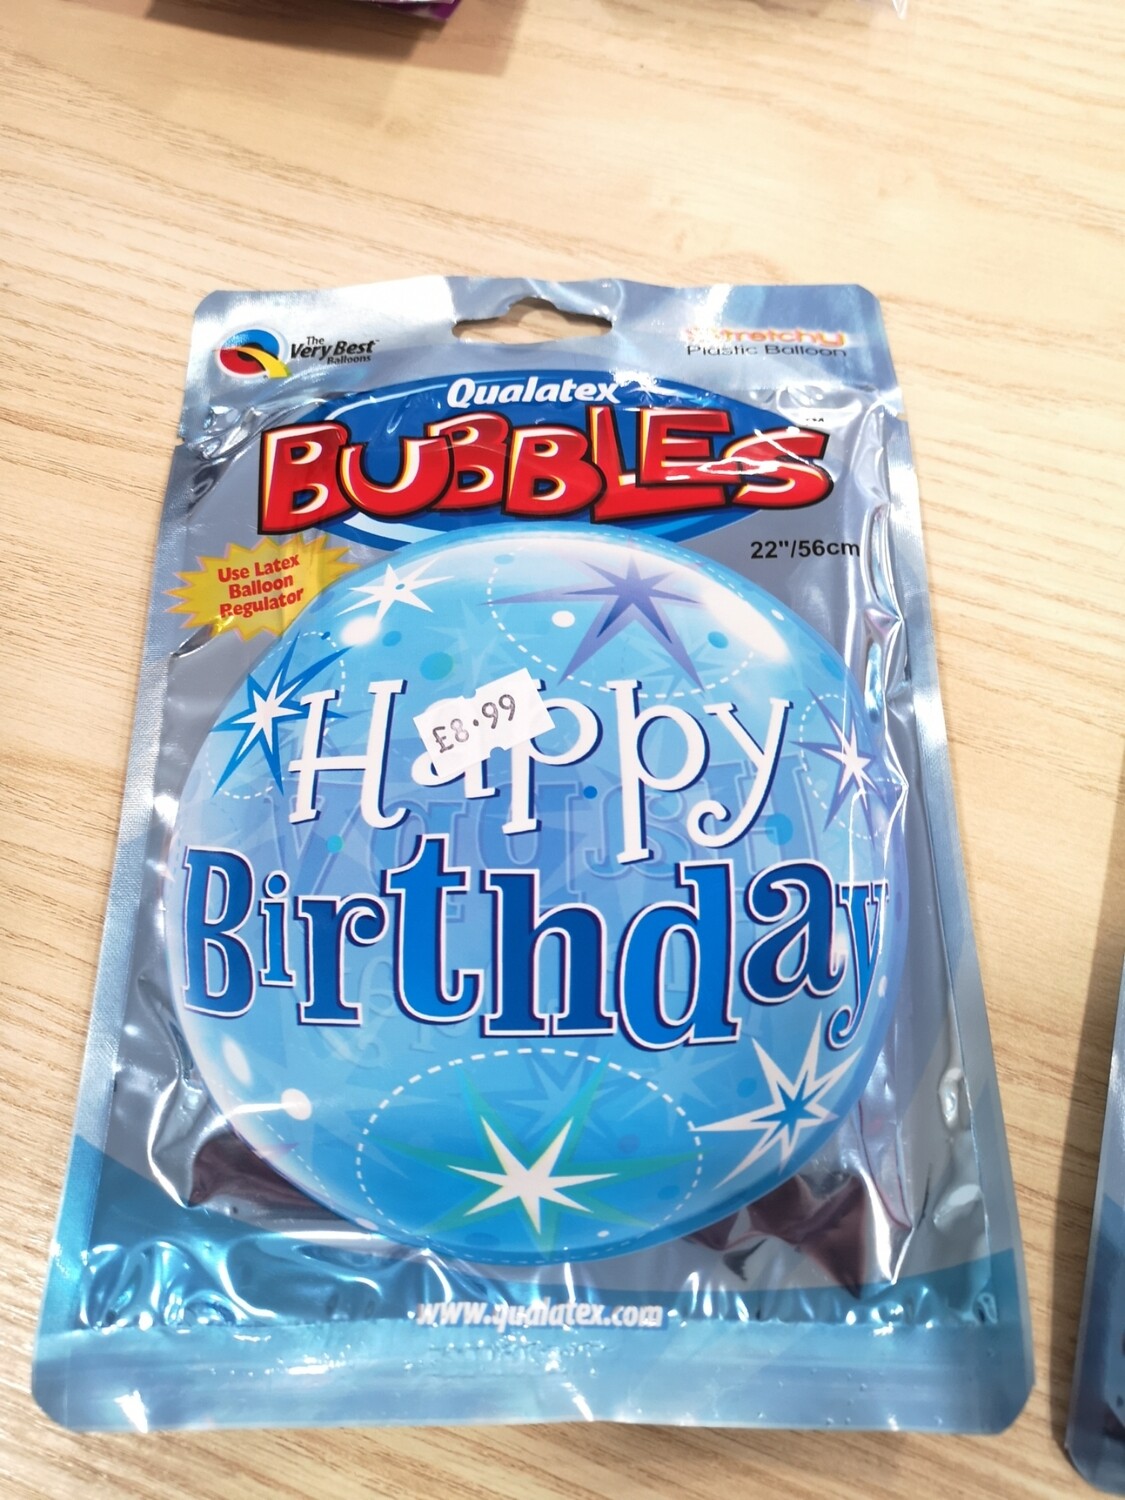 The
Very Best
Balloons
Stretchy
Plastic Balloon
Qualatex
BUBBLES
22"/56cm
Use Latex
Balloon
Regulator
£8.99
Happy
Birthday
www.qualatex.com